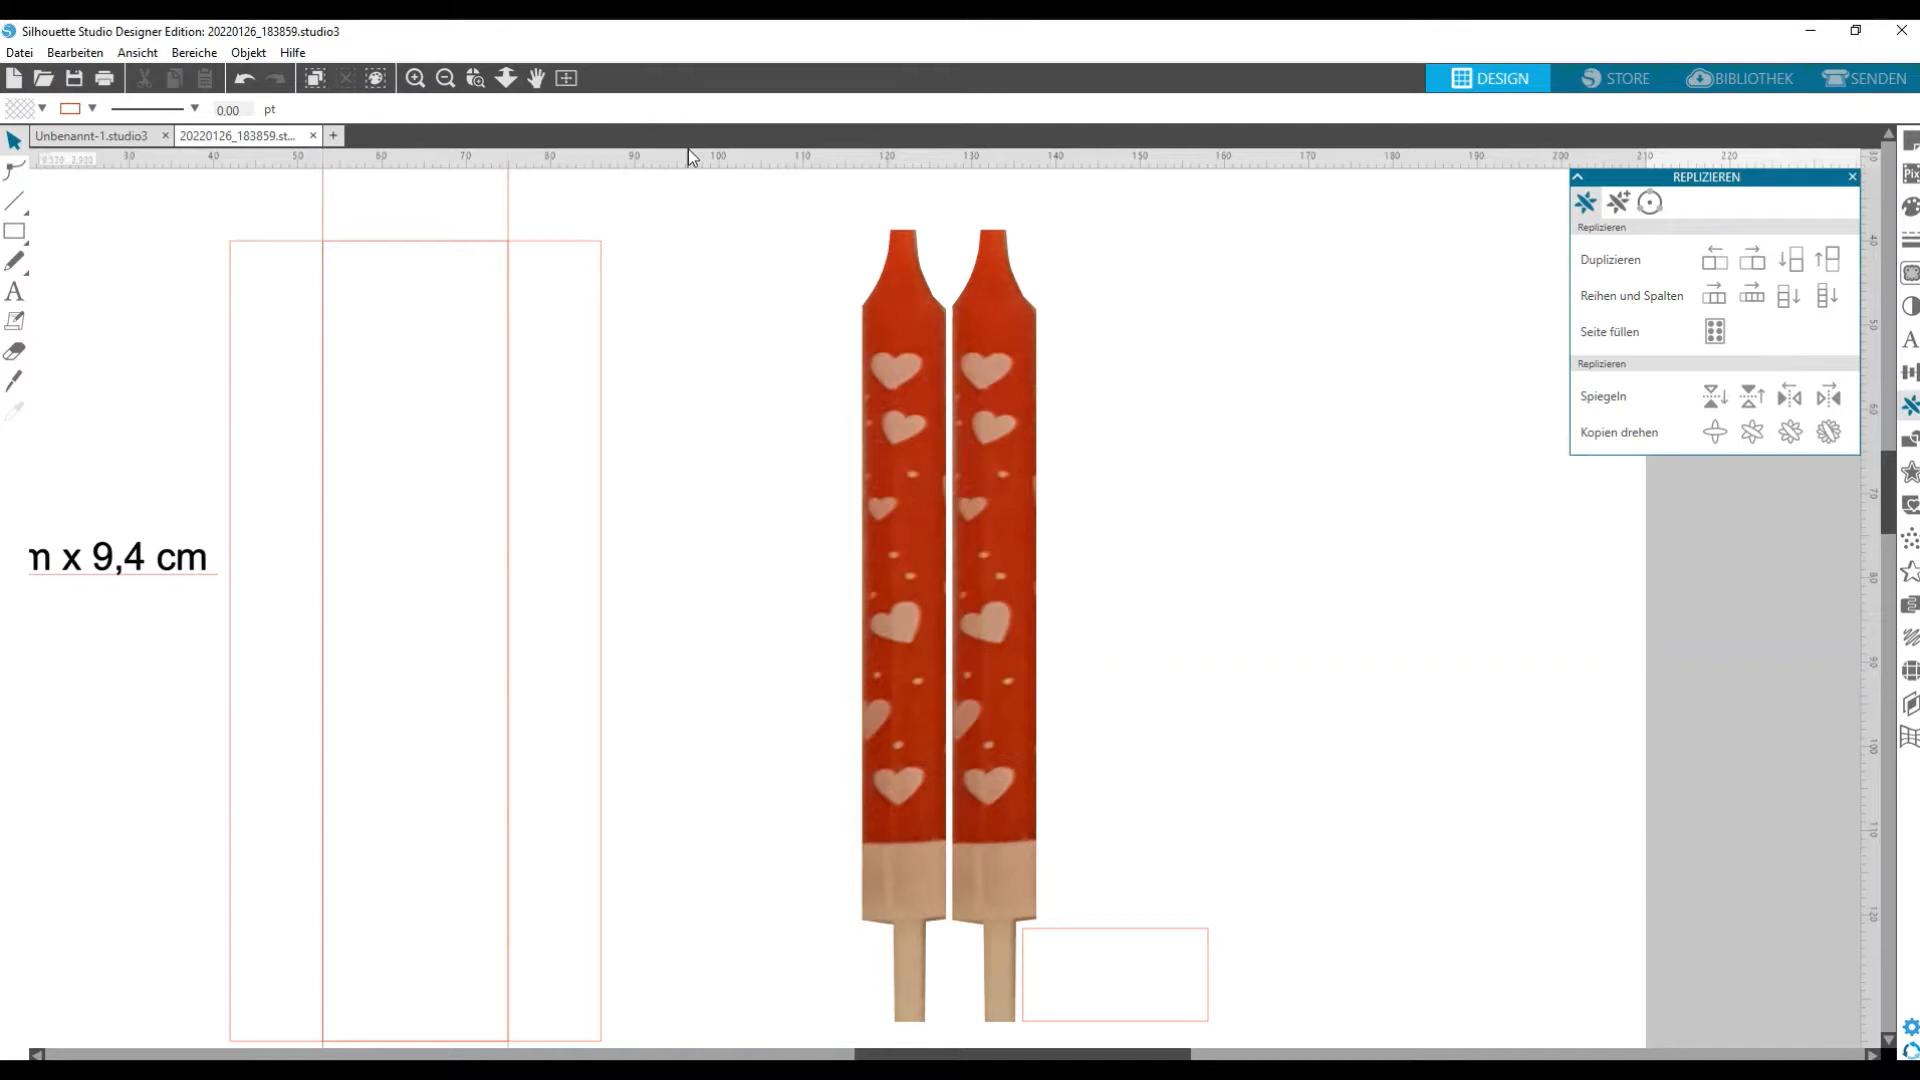 Silhouette Studio Designer Edition: 20220126_183859.studio3
Datei Bearbeiten Ansicht Bereiche Objekt Hilfe
DESIGN STORE BIBLIOTHEK SENDEN
0,00 pt
Unbenannt-1.studio3 20220126_183859.st...
30 40 50 60 70 80 90 100 110 120 130 140 150 160 170 180 190 200 210 220
REPLIZIEREN
Replizieren
Duplizieren
Reihen und Spalten
Seite füllen
Replizieren
Spiegeln
Kopien drehen
x 9,4 cm